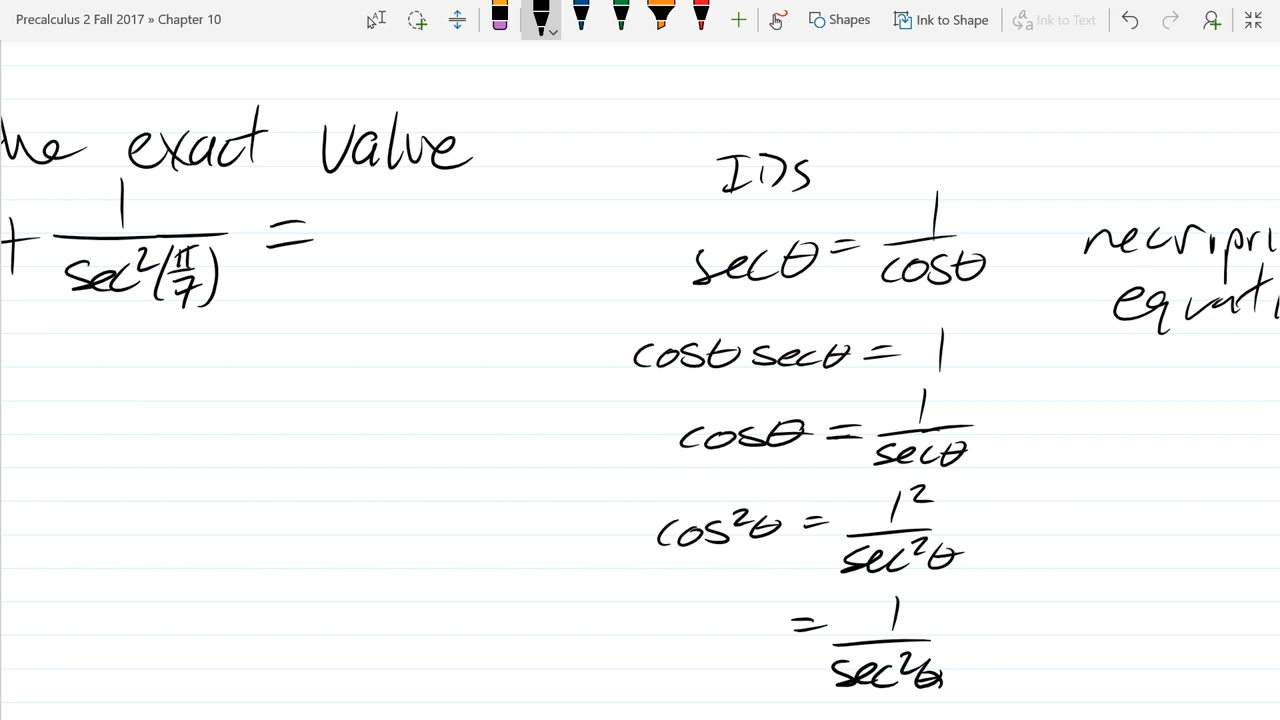 Precalculus 2 Fall 2017 » Chapter 10
Shapes
Ink to Shape
Ink to Text
he exact value
+ 1/sec²(π/7) =
IDs
secθ = 1/cosθ
equati
cosθ secθ = 1
cosθ = 1/secθ
cos²θ = 1²/sec²θ
= 1/sec²θ